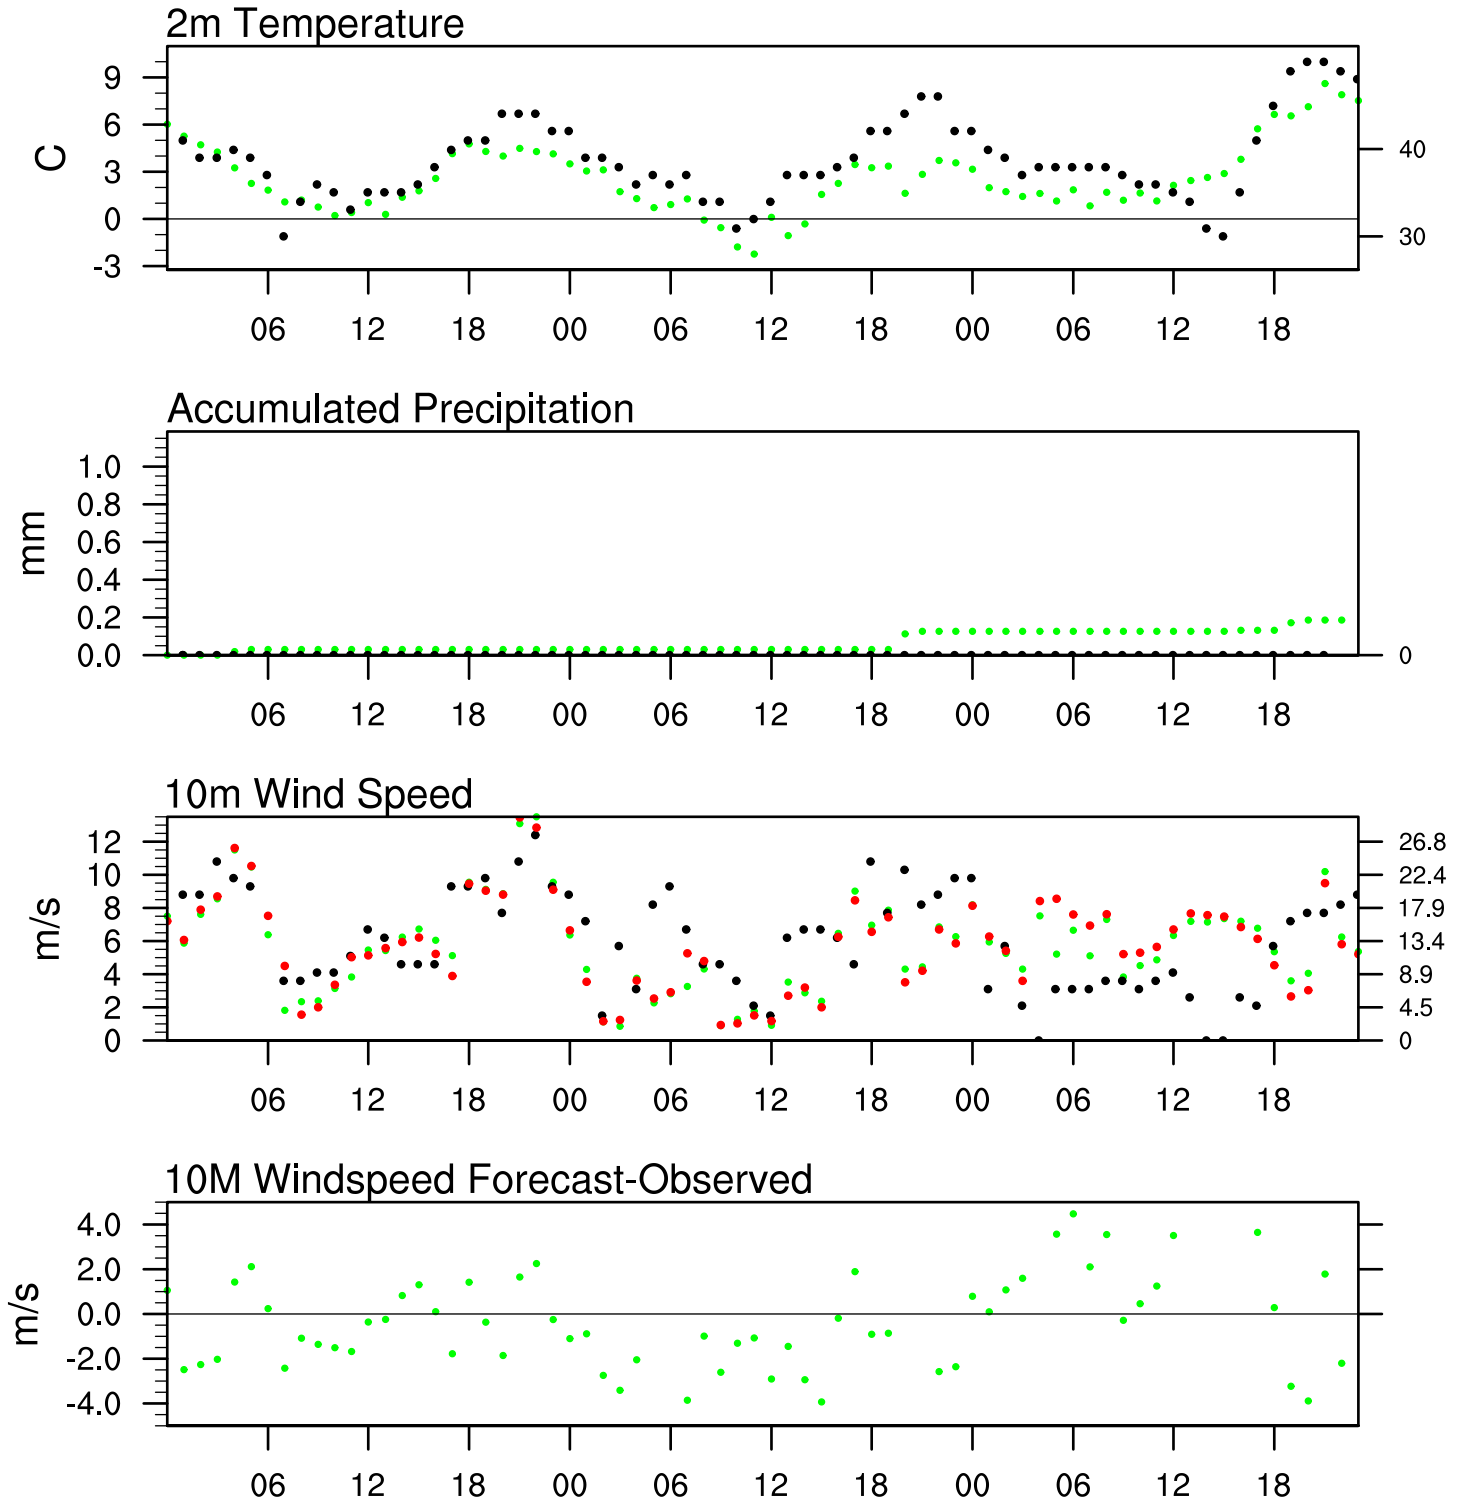 2m Temperature
9
6
3
0
-3
C
40
30
06 12 18 00 06 12 18 00 06 12 18
Accumulated Precipitation
1.0
0.8
0.6
0.4
0.2
0.0
mm
0
06 12 18 00 06 12 18 00 06 12 18
10m Wind Speed
12
10
8
6
4
2
0
m/s
26.8
22.4
17.9
13.4
8.9
4.5
0
06 12 18 00 06 12 18 00 06 12 18
10M Windspeed Forecast-Observed
4.0
2.0
0.0
-2.0
-4.0
m/s
06 12 18 00 06 12 18 00 06 12 18